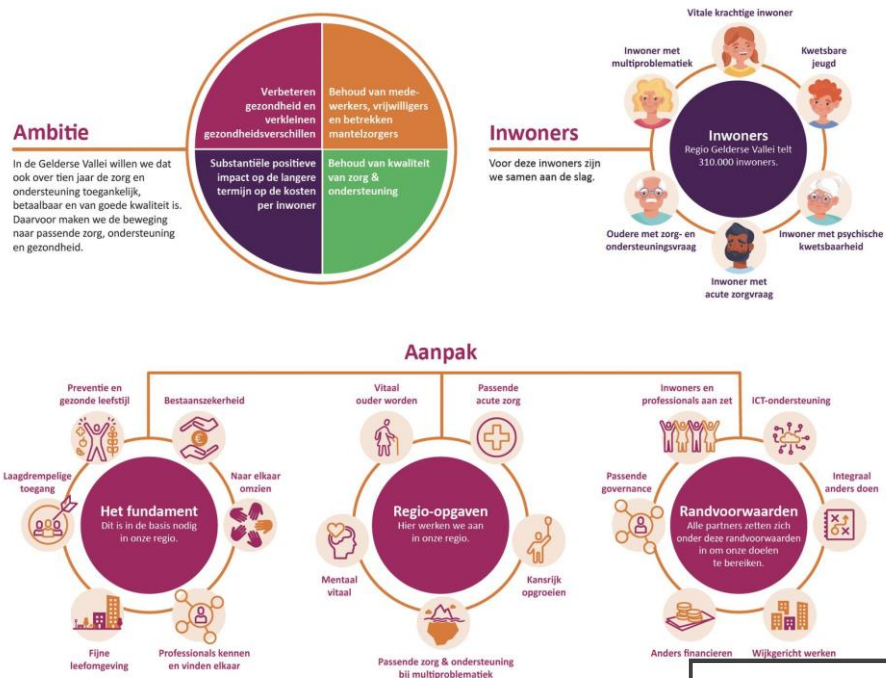 Ambitie
In de Gelderse Vallei willen we dat
ook over tien jaar de zorg en
ondersteuning toegankelijk,
betaalbaar en van goede kwaliteit is.
Daarvoor maken we de beweging
naar passende zorg, ondersteuning
en gezondheid.
Verbeteren
gezondheid en
verkleinen
gezondheidsverschillen
Behoud van mede-
werkers, vrijwilligers
en betrekken
mantelzorgers
Substantiële positieve
impact op de langere
termijn op de kosten
per inwoner
Behoud van kwaliteit
van zorg &
ondersteuning
Inwoners
Voor deze inwoners zijn
we samen aan de slag.
Vitale krachtige inwoner
Inwoner met
multiproblematiek
Kwetsbare
jeugd
Inwoners
Regio Gelderse Vallei telt
310.000 inwoners.
Oudere met zorg- en
ondersteuningsvraag
Inwoner met psychische
kwetsbaarheid
Inwoner met
acute zorgvraag
Aanpak
Preventie en
gezonde leefstijl
Bestaanszekerheid
Laagdrempelige
toegang
Naar elkaar
omzien
Het fundament
Dit is in de basis nodig
in onze regio.
Fijne
leefomgeving
Professionals kennen
en vinden elkaar
Vitaal
ouder worden
Passende
acute zorg
Regio-opgaven
Hier werken we aan
in onze regio.
Mentaal
vitaal
Kansrijk
opgroeien
Passende zorg & ondersteuning
bij multiproblematiek
Inwoners en
professionals aan zet
ICT-ondersteuning
Passende
governance
Integraal
anders doen
Randvoorwaarden
Alle partners zetten zich
onder deze randvoorwaarden
in om onze doelen
te bereiken.
Anders financieren
Wijkgericht werken